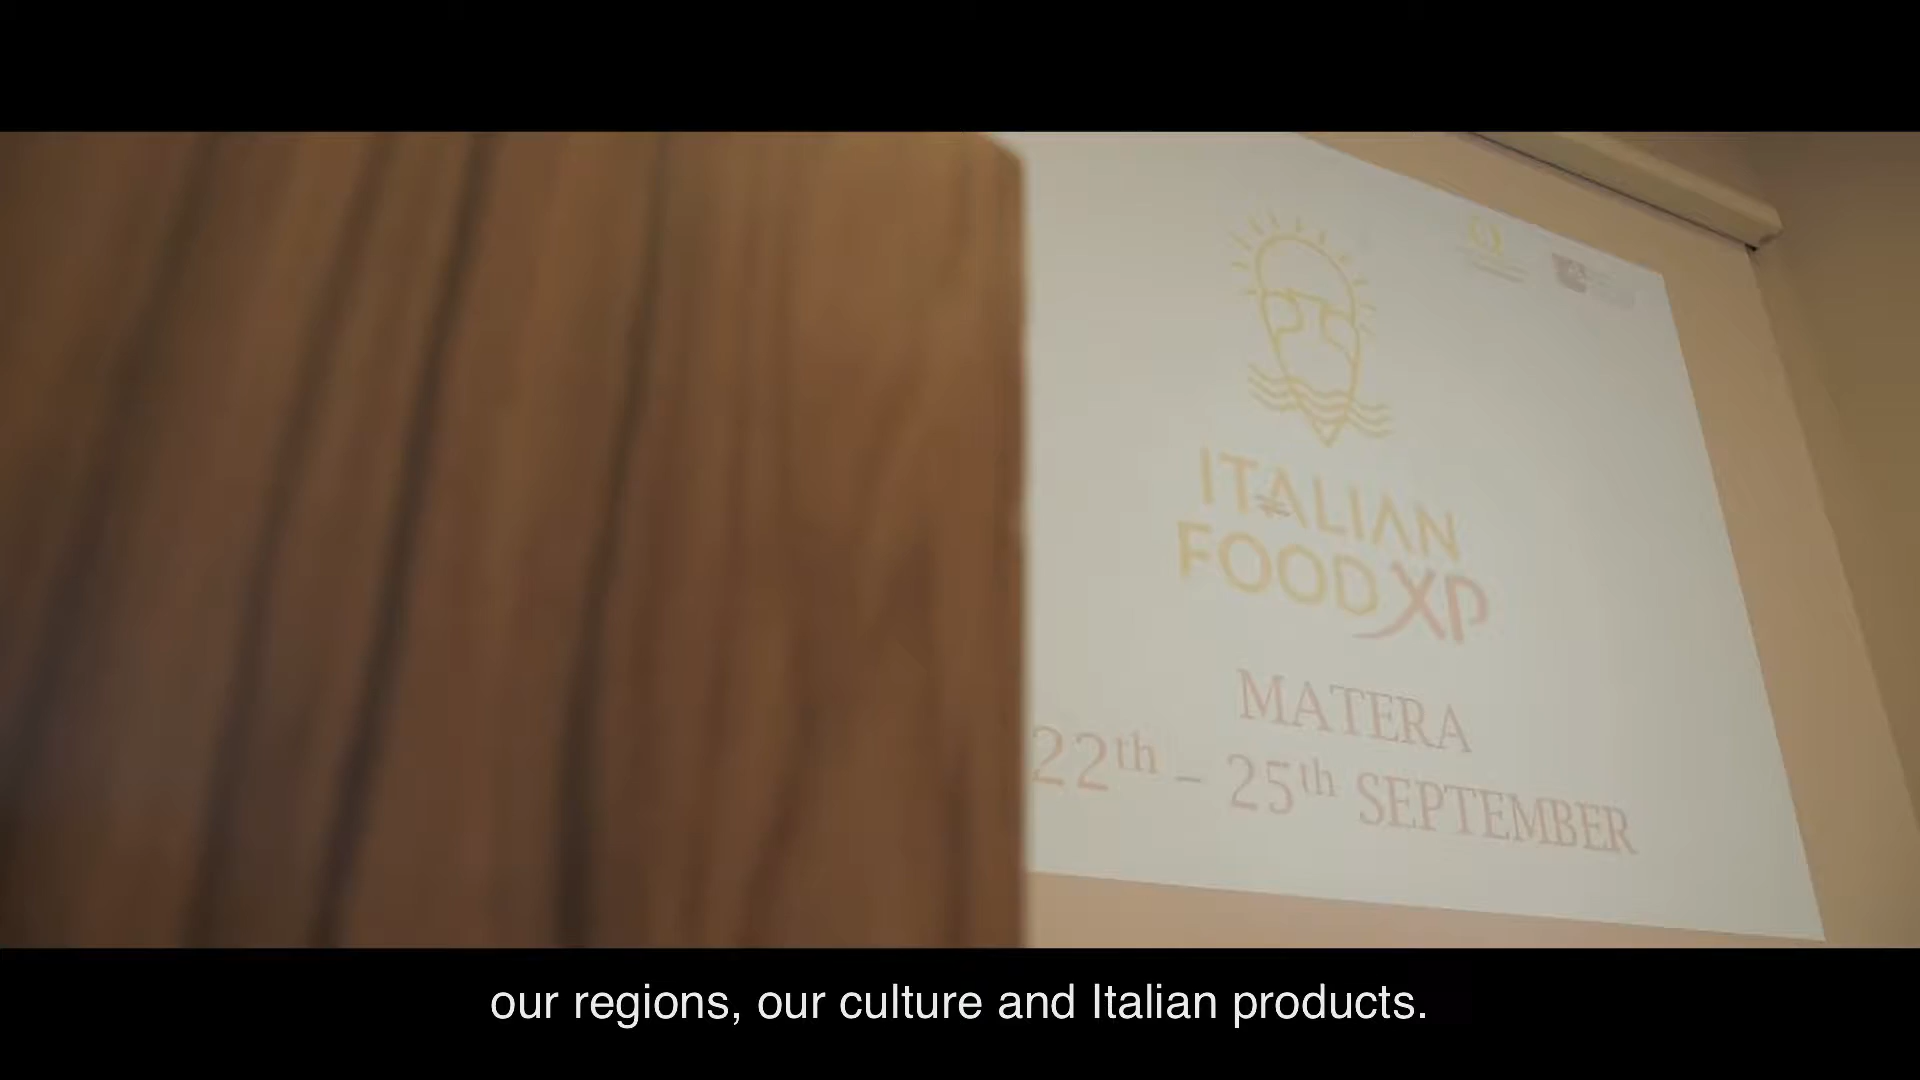 ITALIAN
FOOD XP
MATERA
22th - 25th SEPTEMBER
our regions, our culture and Italian products.